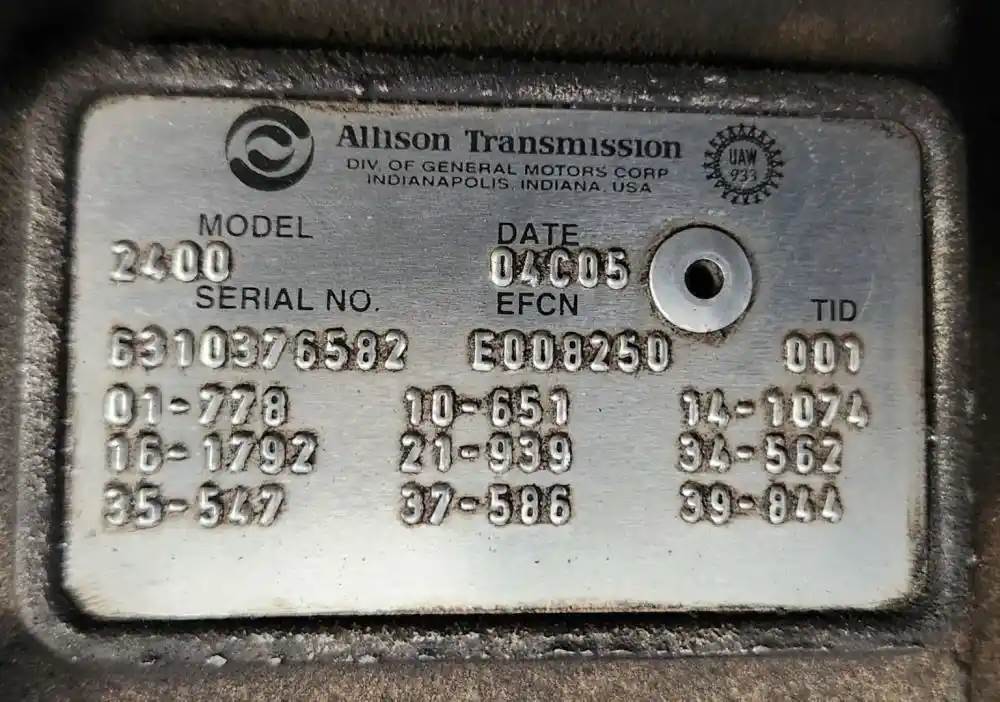 Allison Transmission
DIV. OF GENERAL MOTORS CORP
INDIANAPOLIS, INDIANA, USA
UAW
933
MODEL DATE
2400 04C05
SERIAL NO. EFCN TID
6310376582 E008250 001
01-778 10-651 14-1074
16-1792 21-939 34-562
35-547 37-586 39-844